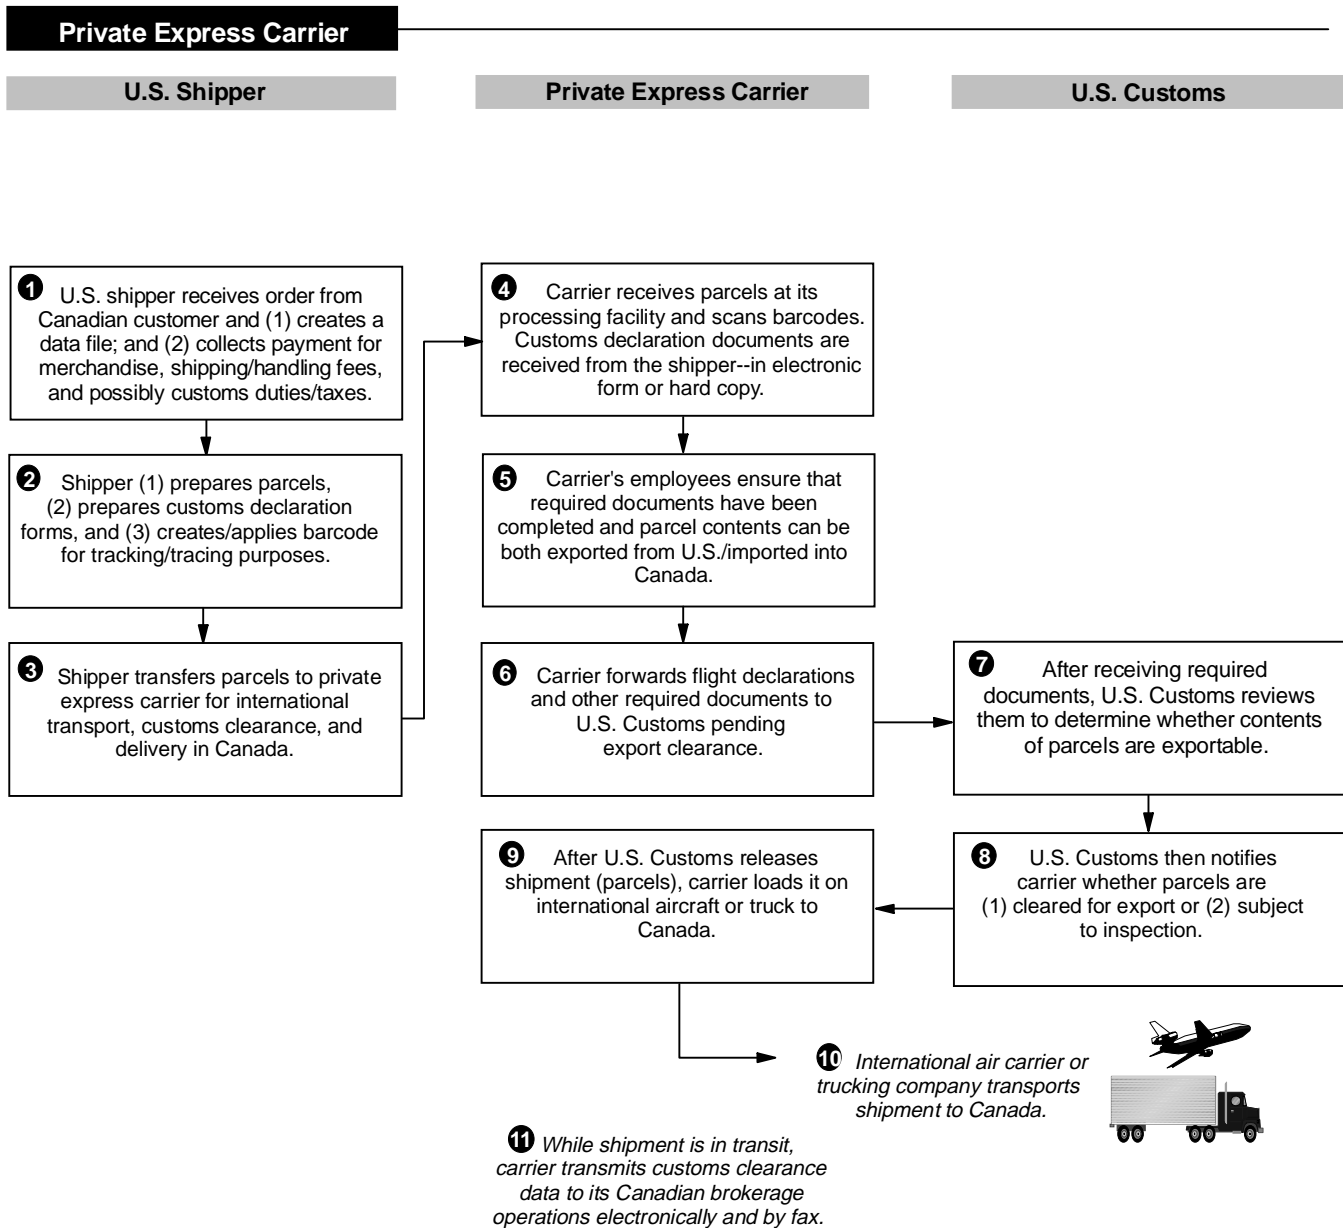 Private Express Carrier
U.S. Shipper
Private Express Carrier
U.S. Customs
1 U.S. shipper receives order from
Canadian customer and (1) creates a
data file; and (2) collects payment for
merchandise, shipping/handling fees,
and possibly customs duties/taxes.
2 Shipper (1) prepares parcels,
(2) prepares customs declaration
forms, and (3) creates/applies barcode
for tracking/tracing purposes.
3 Shipper transfers parcels to private
express carrier for international
transport, customs clearance, and
delivery in Canada.
4 Carrier receives parcels at its
processing facility and scans barcodes.
Customs declaration documents are
received from the shipper--in electronic
form or hard copy.
5 Carrier's employees ensure that
required documents have been
completed and parcel contents can be
both exported from U.S./imported into
Canada.
6 Carrier forwards flight declarations
and other required documents to
U.S. Customs pending
export clearance.
7 After receiving required
documents, U.S. Customs reviews
them to determine whether contents
of parcels are exportable.
8 U.S. Customs then notifies
carrier whether parcels are
(1) cleared for export or (2) subject
to inspection.
9 After U.S. Customs releases
shipment (parcels), carrier loads it on
international aircraft or truck to
Canada.
10 International air carrier or
trucking company transports
shipment to Canada.
11 While shipment is in transit,
carrier transmits customs clearance
data to its Canadian brokerage
operations electronically and by fax.